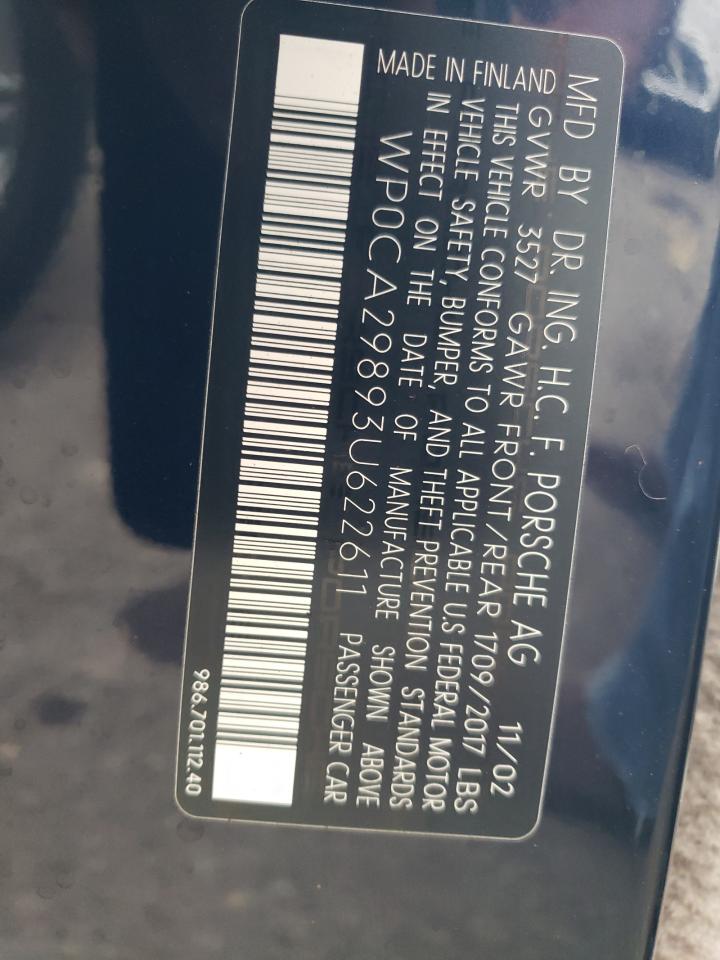 MFD BY DR. ING. H.C. F. PORSCHE AG 11/02
GVWR 3527 GAWR FRONT/REAR 1709/2017 LBS
THIS VEHICLE CONFORMS TO ALL APPLICABLE U.S FEDERAL MOTOR
VEHICLE SAFETY, BUMPER, AND THEFT PREVENTION STANDARDS
IN EFFECT ON THE DATE OF MANUFACTURE SHOWN ABOVE
MADE IN FINLAND
WP0CA29893U622611 PASSENGER CAR
986.701.112.40